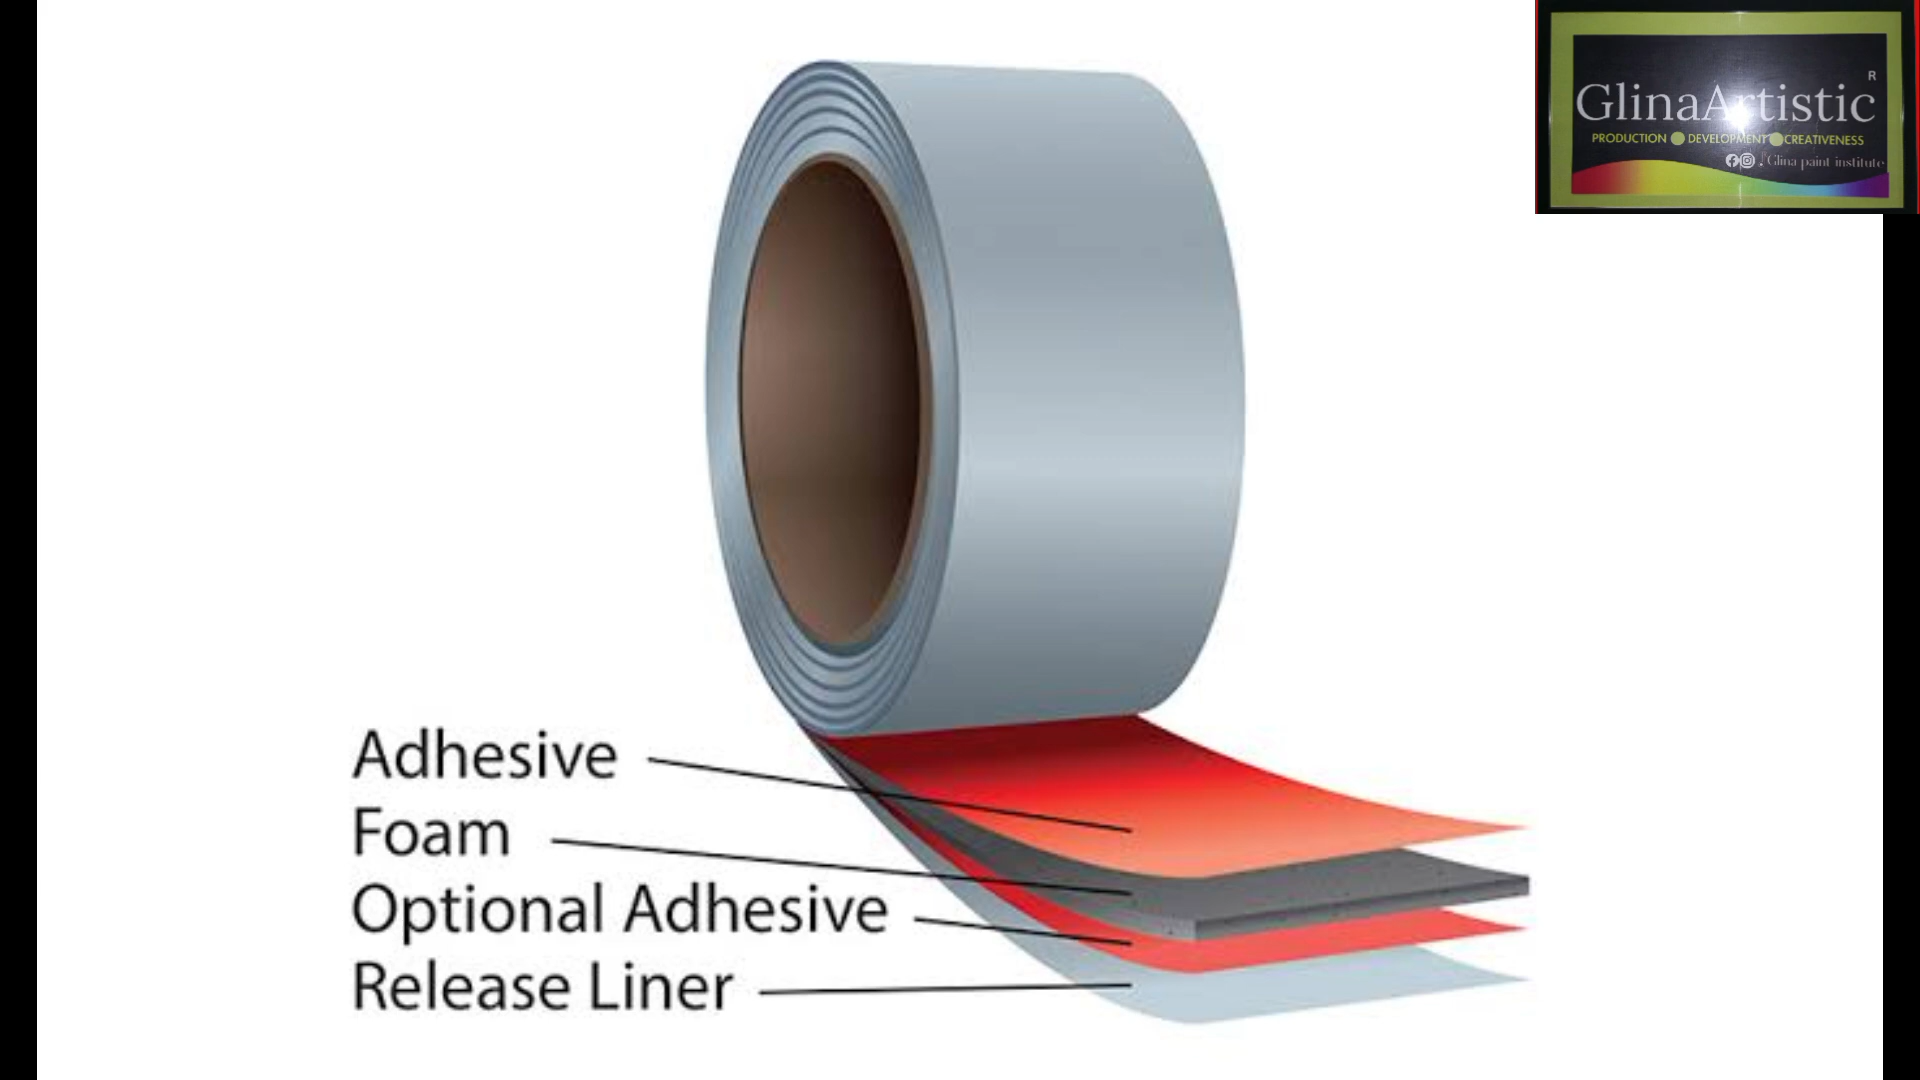 GlinaArtistic
R
PRODUCTION DEVELOPMENT CREATIVENESS
Glina paint institute
Adhesive
Foam
Optional Adhesive
Release Liner